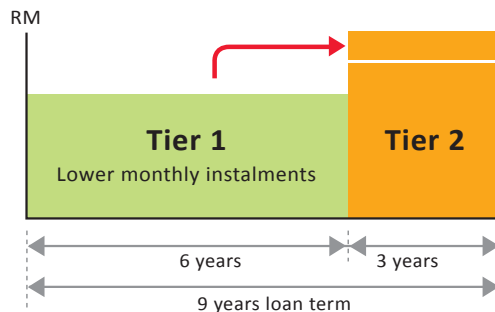 RM
Tier 1
Lower monthly instalments
Tier 2
6 years
3 years
9 years loan term